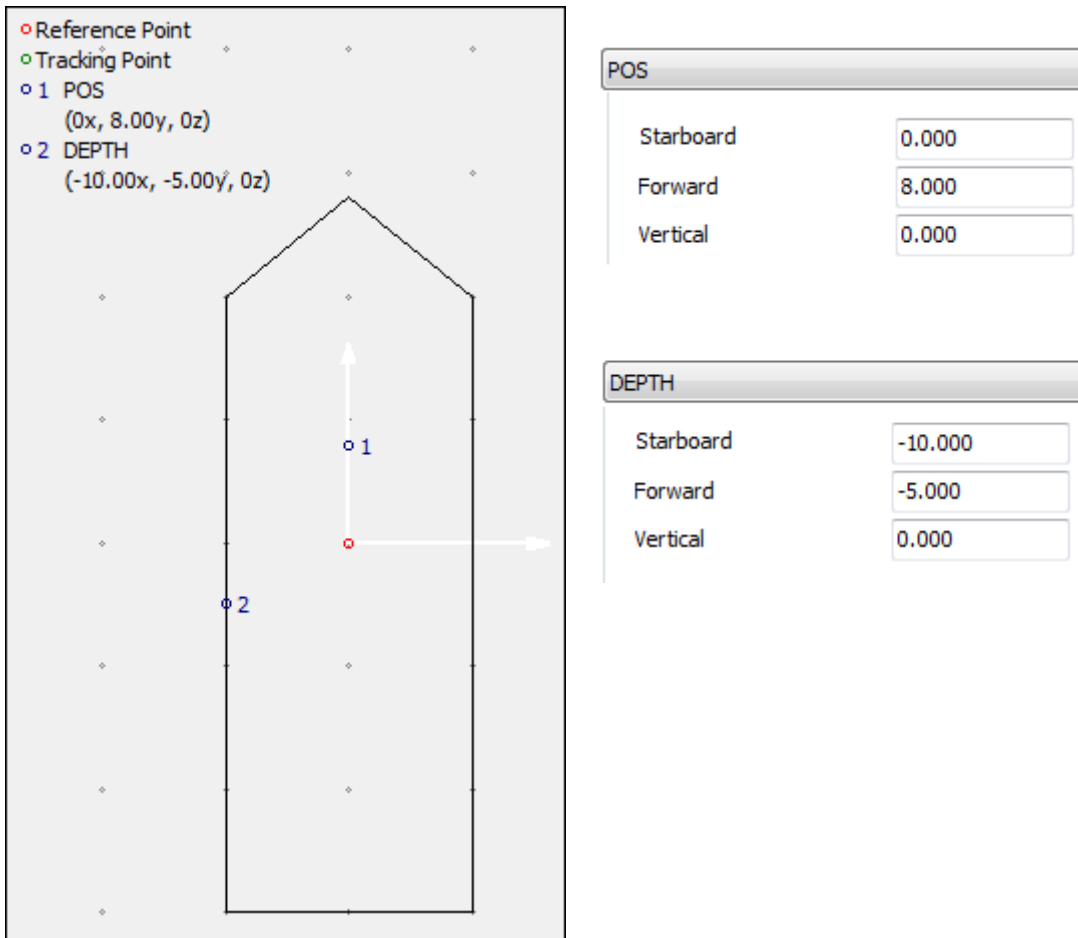 Reference Point
Tracking Point
1 POS
(0x, 8.00y, 0z)
2 DEPTH
(-10.00x, -5.00y, 0z)
1
2
POS
Starboard 0.000
Forward 8.000
Vertical 0.000
DEPTH
Starboard -10.000
Forward -5.000
Vertical 0.000